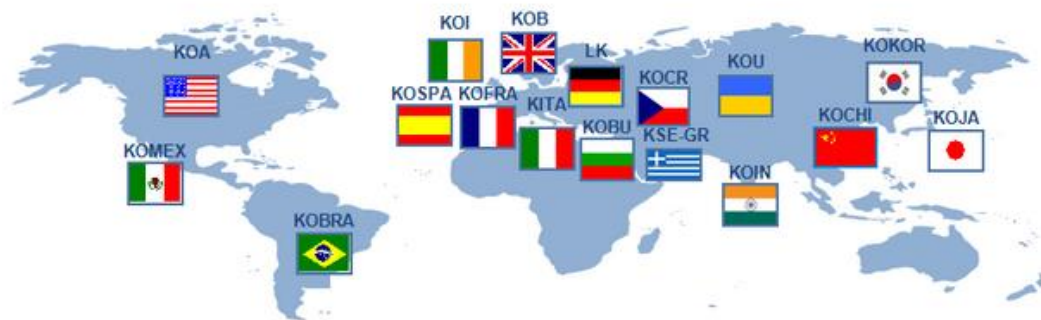 KOA
KOI
KOB
LK
KOCR
KOU
KOKOR
KOSPA
KOFRA
KITA
KOBU
KSE-GR
KOCHI
KOJA
KOMEX
KOIN
KOBRA